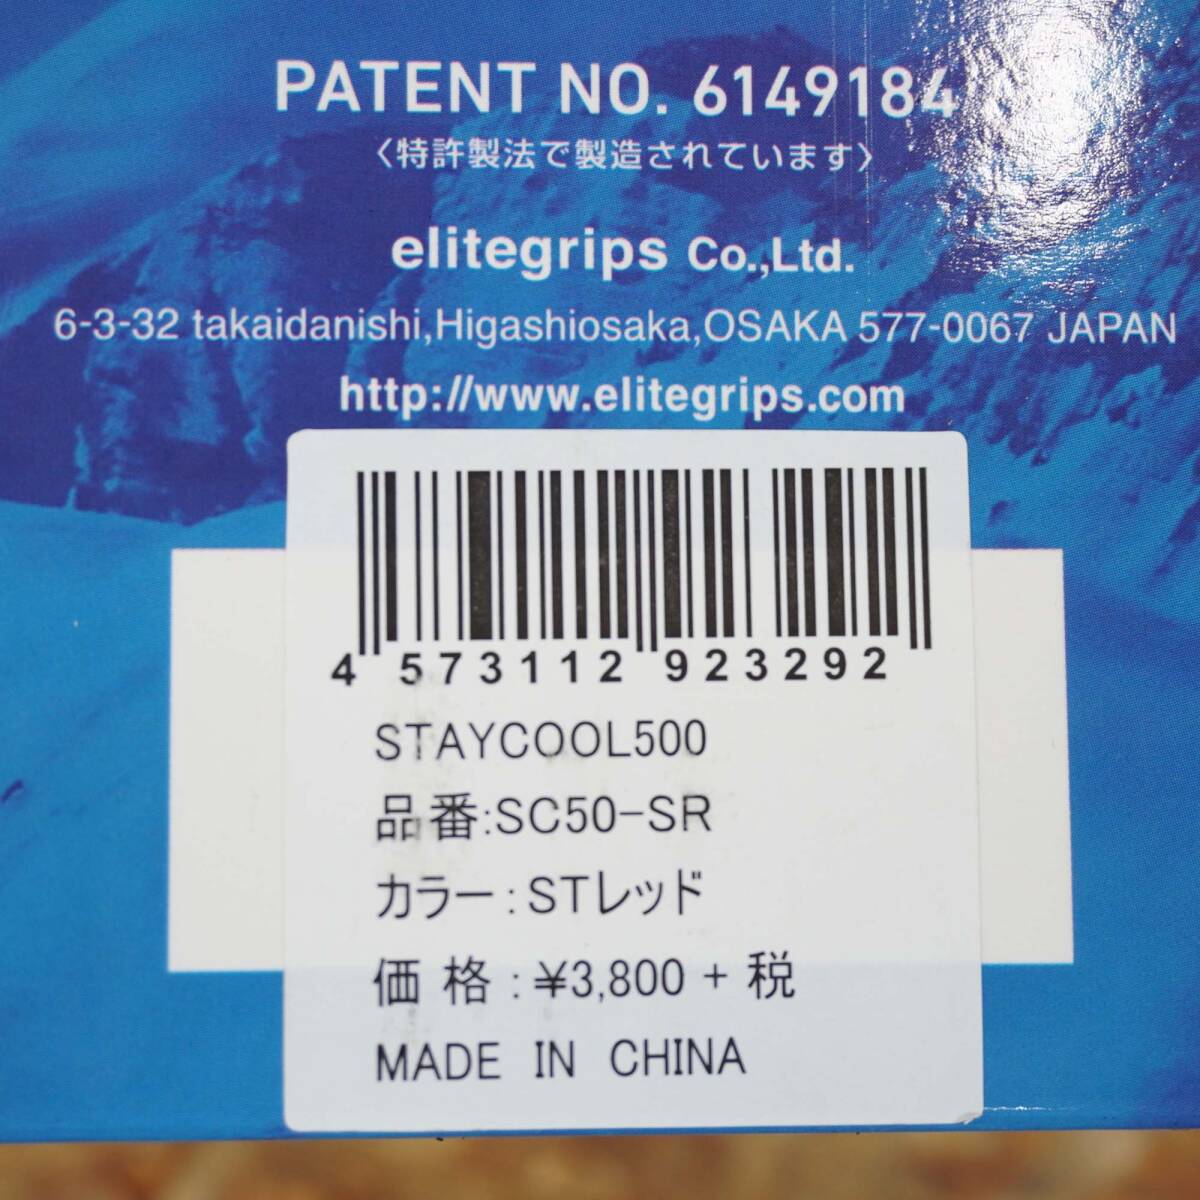 PATENT NO. 6149184
〈特許製法で製造されています〉
elitegrips Co.,Ltd.
6-3-32 takaidanishi,Higashiosaka,OSAKA 577-0067 JAPAN
http://www.elitegrips.com
4 573112 923292
STAYCOOL500
品番:SC50-SR
カラー:STレッド
価 格 : ¥3,800 + 税
MADE IN CHINA